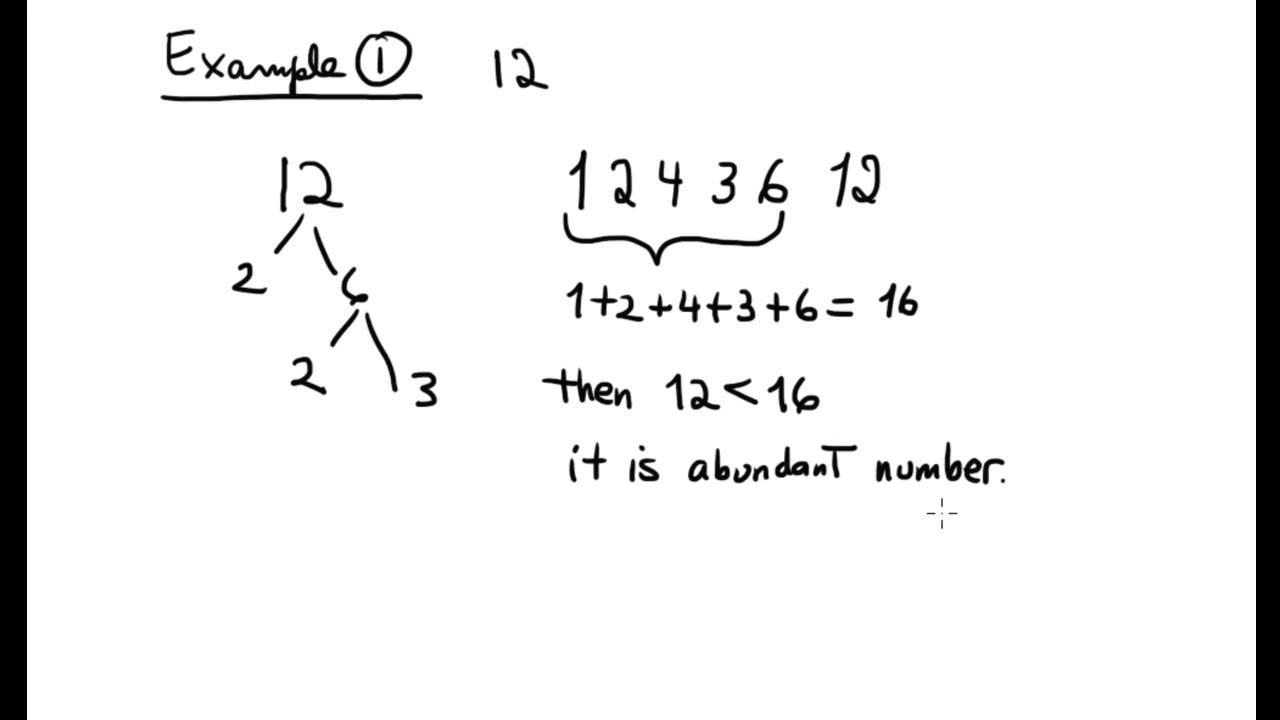 Example ① 12
12
2 6
2 3
1 2 4 3 6 12
1+2+4+3+6= 16
then 12<16
it is abundant number.